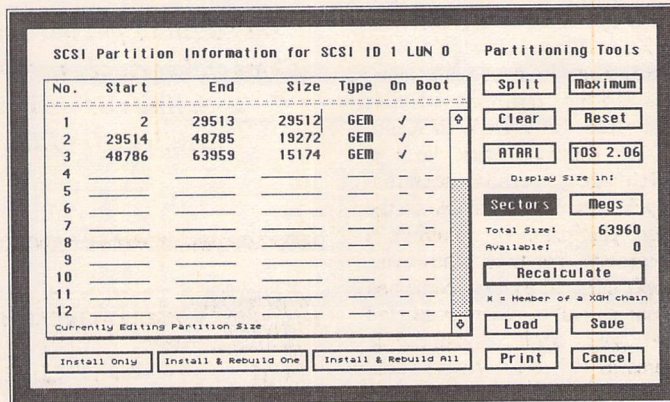 SCSI Partition Information for SCSI ID 1 LUN 0
No. Start End Size Type On Boot
1 2 29513 29512 GEM ✓ _
2 29514 48785 19272 GEM ✓ _
3 48786 63959 15174 GEM ✓ _
4 _ _ _ _ _ _
5 _ _ _ _ _ _
6 _ _ _ _ _ _
7 _ _ _ _ _ _
8 _ _ _ _ _ _
9 _ _ _ _ _ _
10 _ _ _ _ _ _
11 _ _ _ _ _ _
12 _ _ _ _ _ _
Currently Editing Partition Size
Install Only
Install & Rebuild One
Install & Rebuild All
Partitioning Tools
Split
Maximum
Clear
Reset
ATARI
TOS 2.06
Display Size in:
Sectors
Megs
Total Size: 63960
Available: 0
Recalculate
* = Member of a XGM chain
Load
Save
Print
Cancel